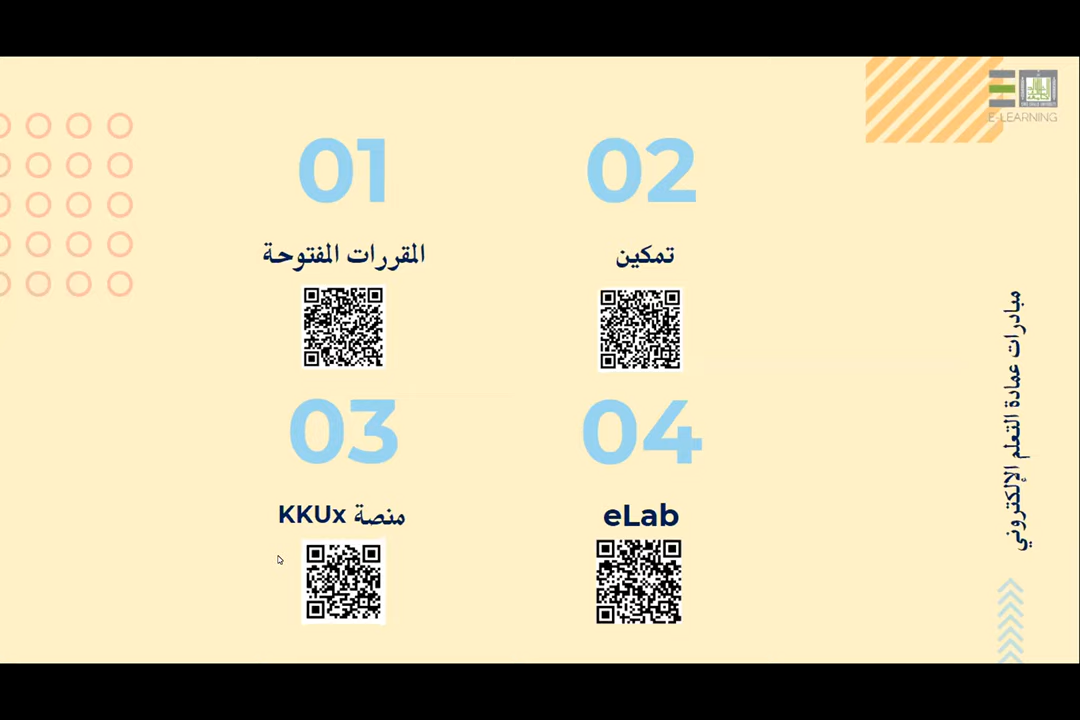 E-LEARNING
مبادرات عمادة التعلم الإلكتروني
01
المقررات المفتوحة
02
تمكين
03
منصة KKUx
04
eLab